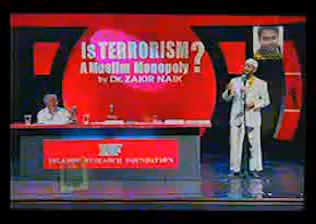 Is TERRORISM
A Muslim Monopoly?
by DR. ZAKIR NAIK
IRF
ISLAMIC RESEARCH FOUNDATION